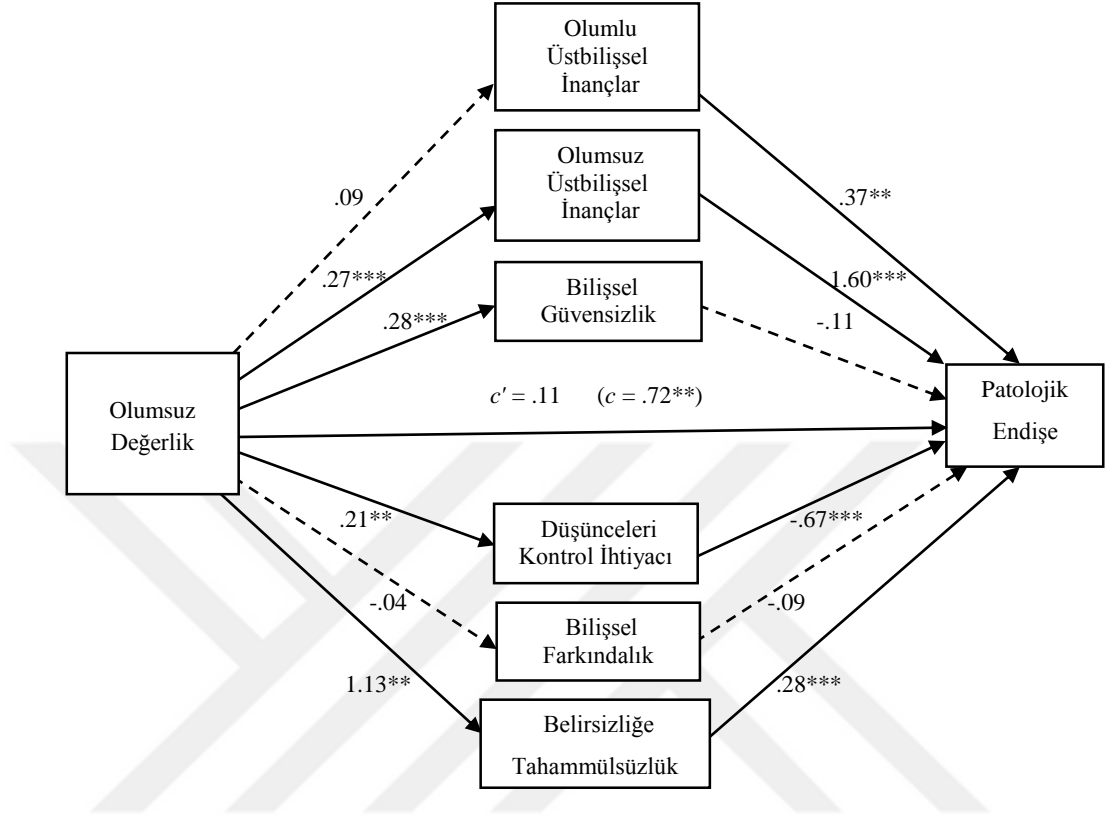 Olumlu
Üstbilişsel
İnançlar
Olumsuz
Üstbilişsel
İnançlar
.09
.37**
.27***
1.60***
Bilişsel
Güvensizlik
.28***
-.11
Olumsuz
Değerlik
c' = .11 (c = .72**)
Patolojik
Endişe
.21**
Düşünceleri
Kontrol İhtiyacı
-.67***
-.04
Bilişsel
Farkındalık
-.09
1.13**
Belirsizliğe
Tahammülsüzlük
.28***